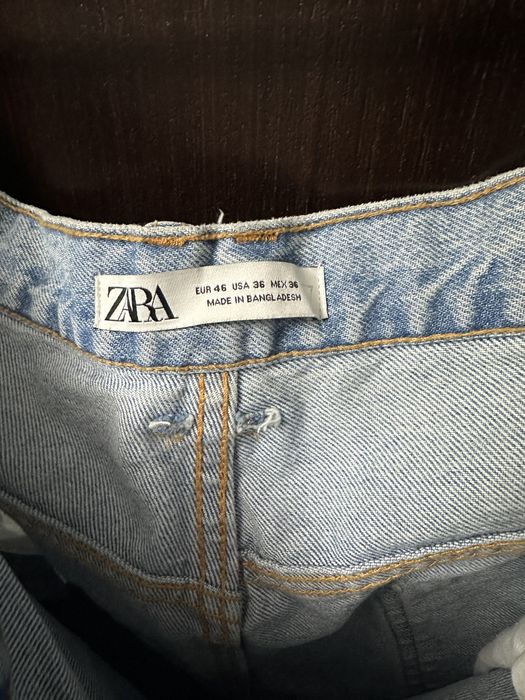 ZARA
EUR 46 USA 36 MEX 36
MADE IN BANGLADESH